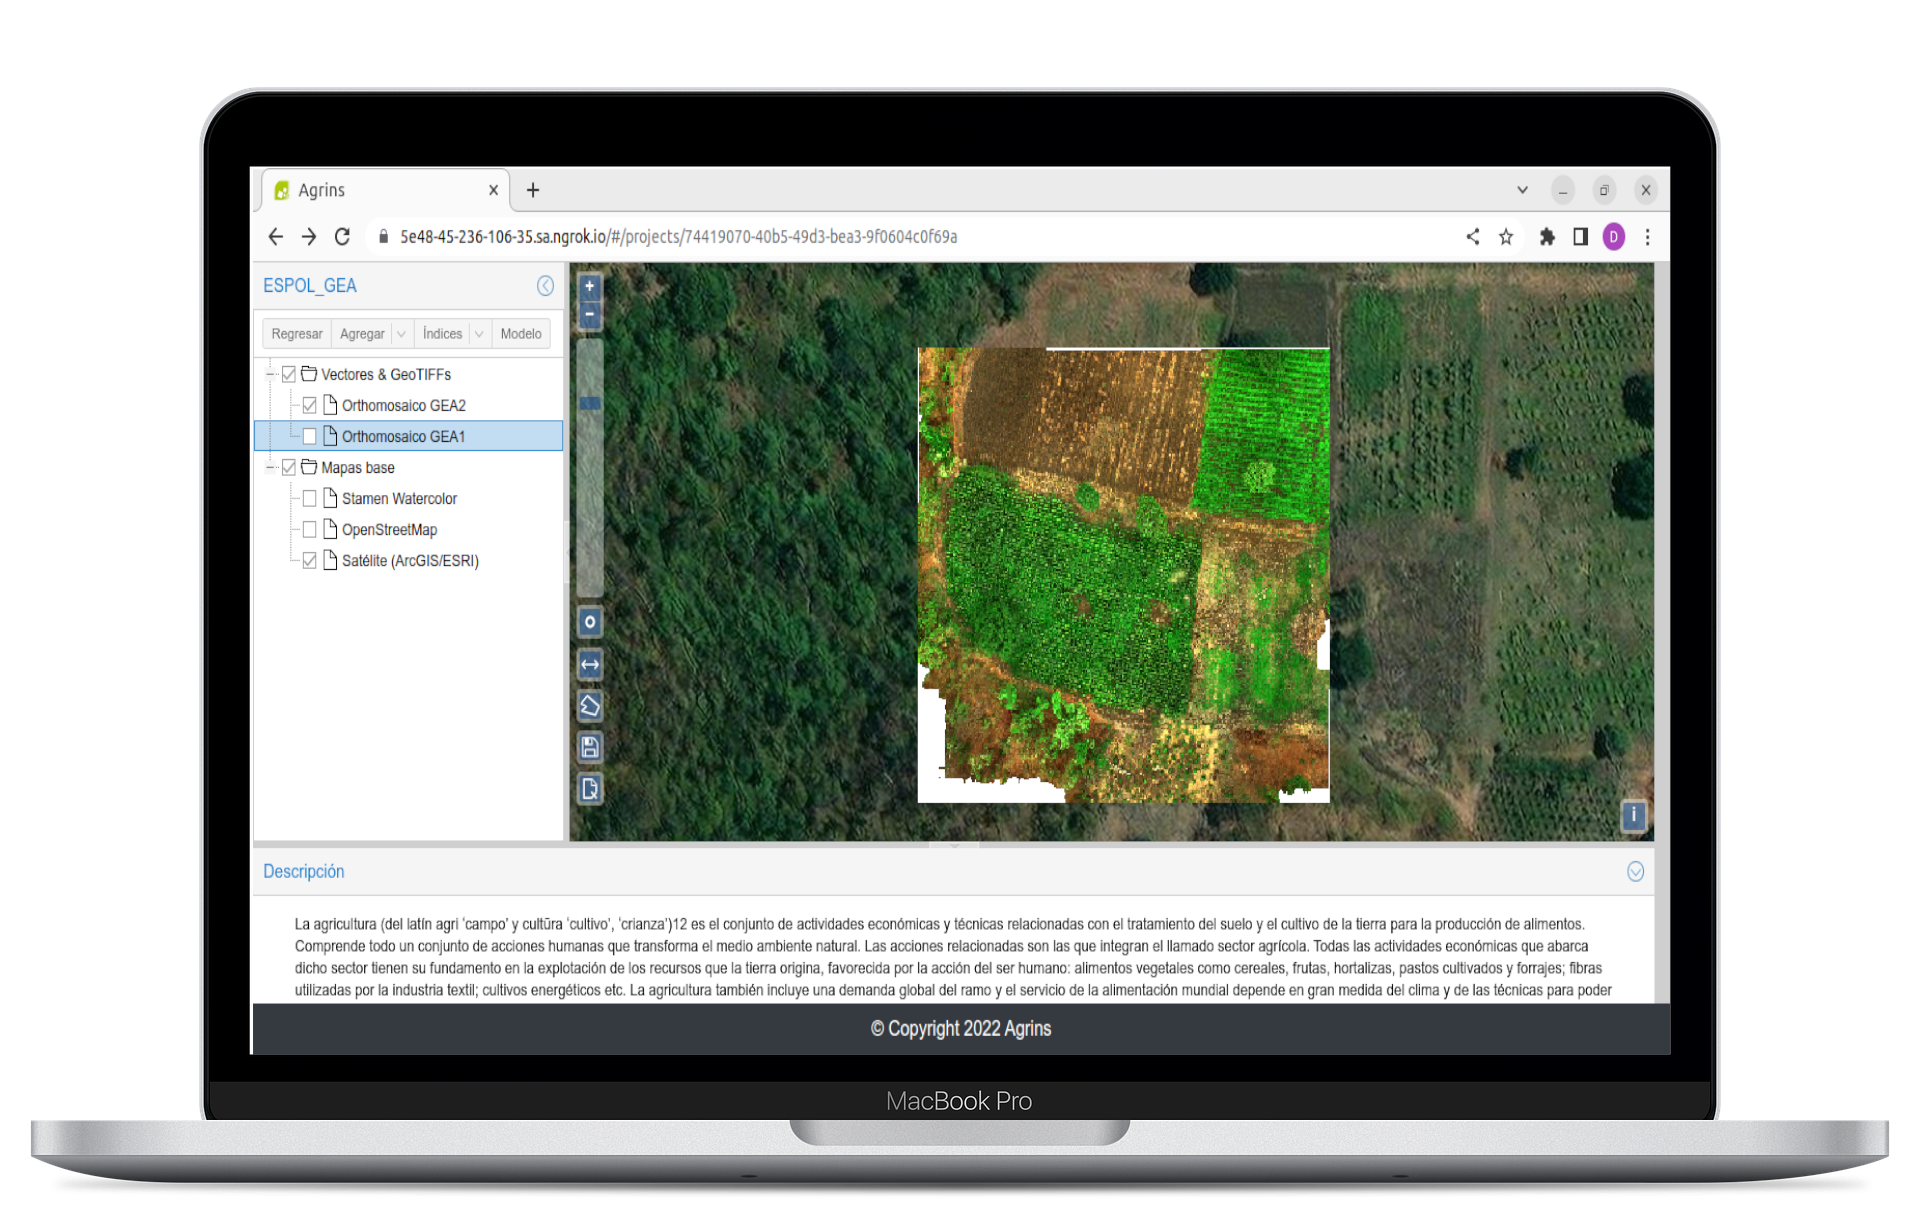 Agrins
5e48-45-236-106-35.sa.ngrok.io/#/projects/74419070-40b5-49d3-bea3-9f0604c0f69a
D
ESPOL_GEA
Regresar Agregar Índices Modelo
Vectores & GeoTIFFs
Orthomosaico GEA2
Orthomosaico GEA1
Mapas base
Stamen Watercolor
OpenStreetMap
Satélite (ArcGIS/ESRI)
i
Descripción
La agricultura (del latín agri ‘campo’ y cultūra ‘cultivo’, ‘crianza’)12 es el conjunto de actividades económicas y técnicas relacionadas con el tratamiento del suelo y el cultivo de la tierra para la producción de alimentos.
Comprende todo un conjunto de acciones humanas que transforma el medio ambiente natural. Las acciones relacionadas son las que integran el llamado sector agrícola. Todas las actividades económicas que abarca
dicho sector tienen su fundamento en la explotación de los recursos que la tierra origina, favorecida por la acción del ser humano: alimentos vegetales como cereales, frutas, hortalizas, pastos cultivados y forrajes; fibras
utilizadas por la industria textil; cultivos energéticos etc. La agricultura también incluye una demanda global del ramo y el servicio de la alimentación mundial depende en gran medida del clima y de las técnicas para poder
© Copyright 2022 Agrins
MacBook Pro